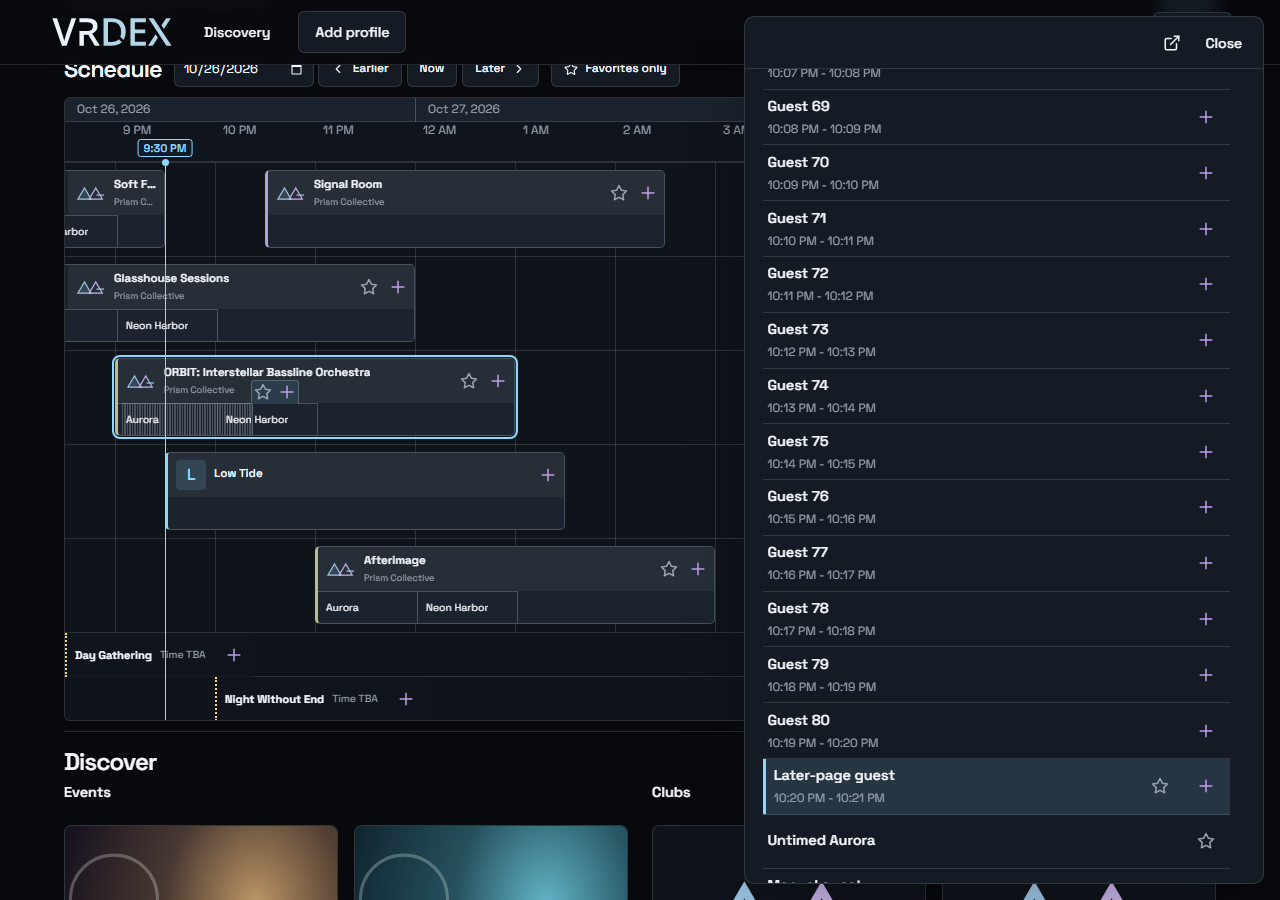 VRDEX
Discovery
Add profile
Schedule
10/26/2026
Earlier
Now
Later
Favorites only
Oct 26, 2026
Oct 27, 2026
9 PM
10 PM
11 PM
12 AM
1 AM
2 AM
9:30 PM
Soft F...
Prism C...
Signal Room
Prism Collective
Glasshouse Sessions
Prism Collective
Neon Harbor
ORBIT: Interstellar Bassline Orchestra
Prism Collective
Aurora
Neon Harbor
L
Low Tide
Afterimage
Prism Collective
Aurora
Neon Harbor
Day Gathering
Time TBA
Night Without End
Time TBA
Discover
Events
Clubs
Close
10:07 PM - 10:08 PM
Guest 69
10:08 PM - 10:09 PM
Guest 70
10:09 PM - 10:10 PM
Guest 71
10:10 PM - 10:11 PM
Guest 72
10:11 PM - 10:12 PM
Guest 73
10:12 PM - 10:13 PM
Guest 74
10:13 PM - 10:14 PM
Guest 75
10:14 PM - 10:15 PM
Guest 76
10:15 PM - 10:16 PM
Guest 77
10:16 PM - 10:17 PM
Guest 78
10:17 PM - 10:18 PM
Guest 79
10:18 PM - 10:19 PM
Guest 80
10:19 PM - 10:20 PM
Later-page guest
10:20 PM - 10:21 PM
Untimed Aurora